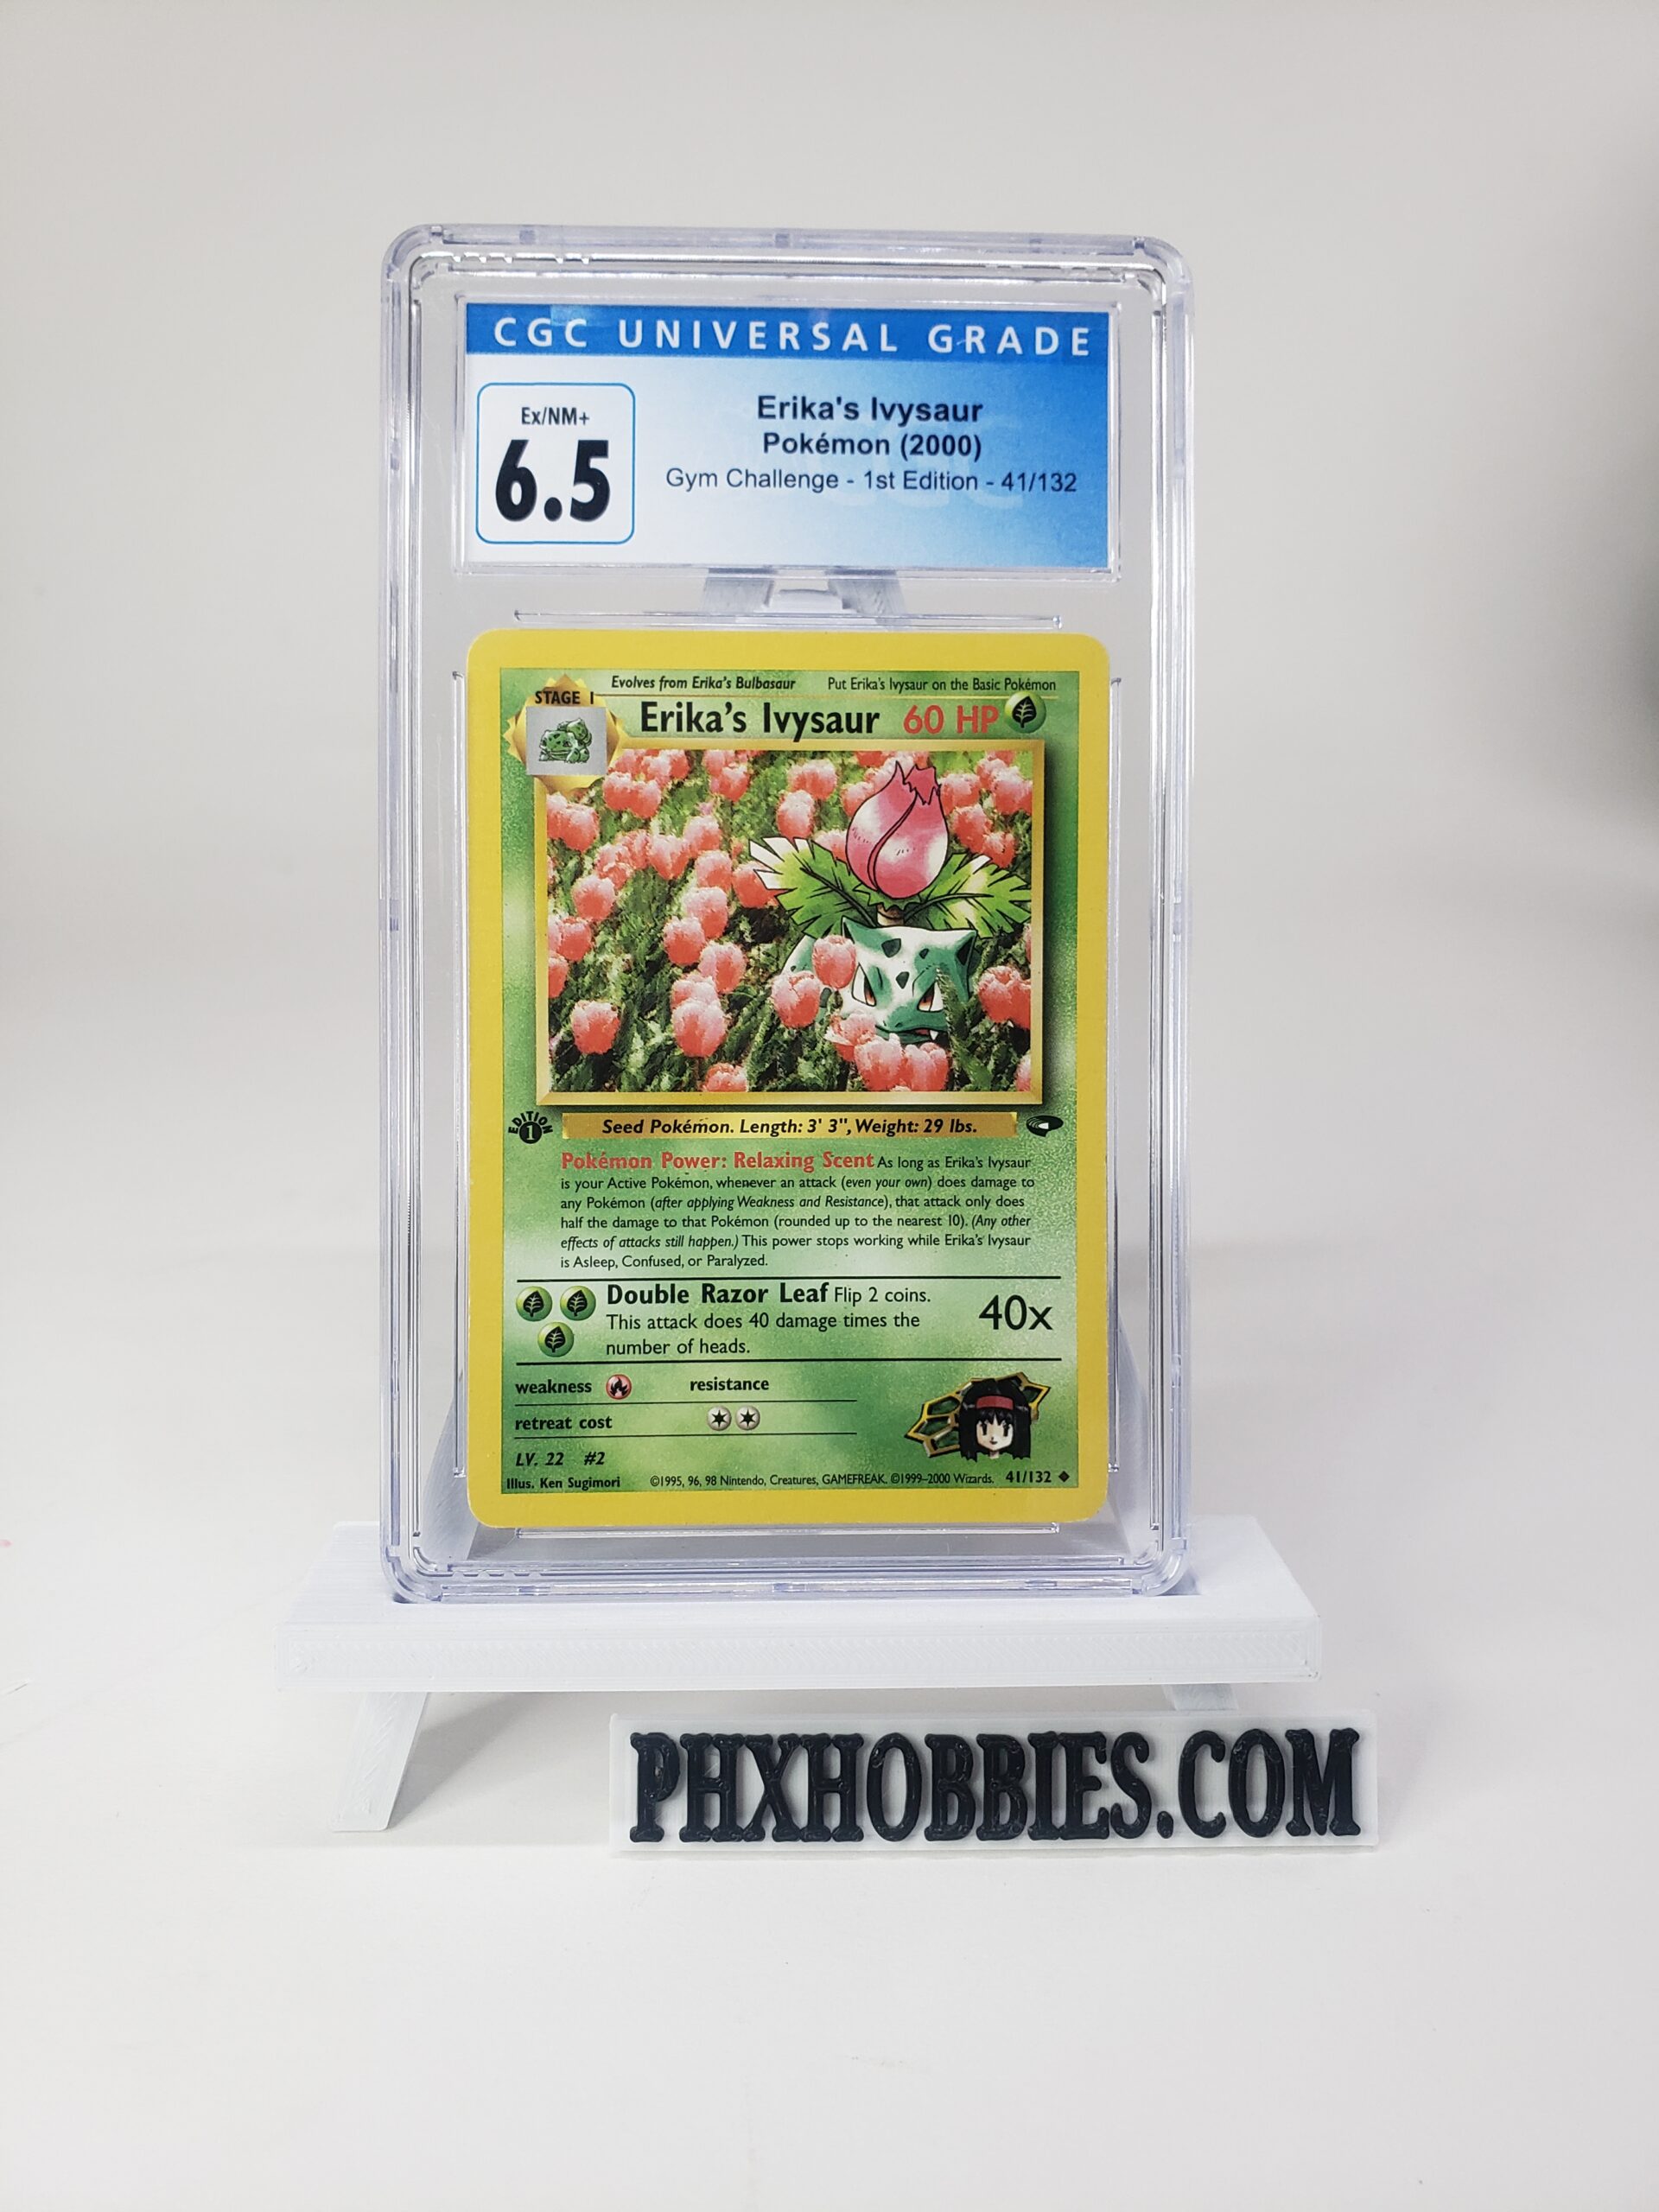 CGC UNIVERSAL GRADE
Ex/NM+
6.5
Erika's Ivysaur
Pokémon (2000)
Gym Challenge - 1st Edition - 41/132
Evolves from Erika's Bulbasaur Put Erika's Ivysaur on the Basic Pokémon
STAGE 1
Erika's Ivysaur 60 HP
EDITION
1
Seed Pokémon. Length: 3' 3", Weight: 29 lbs.
Pokémon Power: Relaxing Scent As long as Erika's Ivysaur
is your Active Pokémon, whenever an attack (even your own) does damage to
any Pokémon (after applying Weakness and Resistance), that attack only does
half the damage to that Pokémon (rounded up to the nearest 10). (Any other
effects of attacks still happen.) This power stops working while Erika's Ivysaur
is Asleep, Confused, or Paralyzed.
Double Razor Leaf Flip 2 coins.
This attack does 40 damage times the
number of heads.
40x
weakness resistance
retreat cost
LV. 22 #2
Illus. Ken Sugimori ©1995, 96, 98 Nintendo, Creatures, GAMEFREAK. ©1999-2000 Wizards. 41/132
PHXHOBBIES.COM